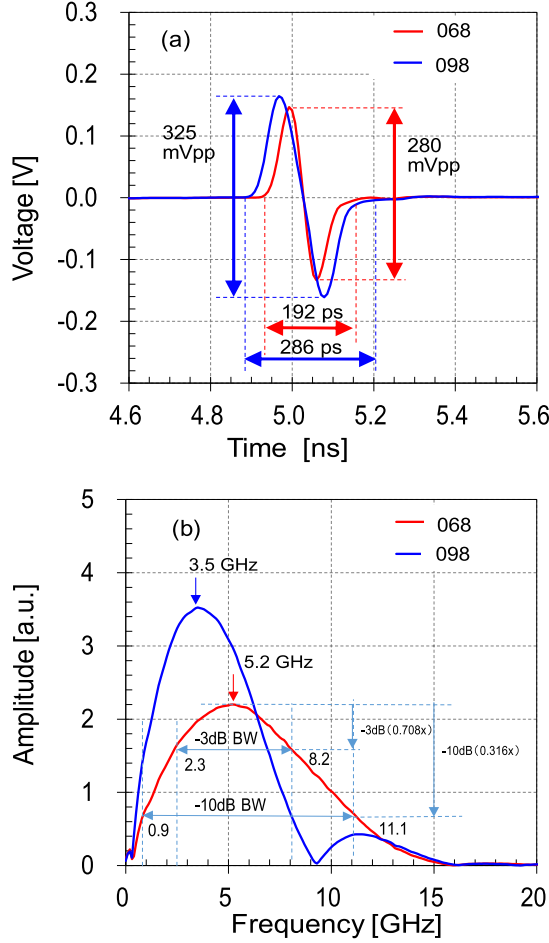 0.3
(a)
068
098
0.2
325
mVpp
280
mVpp
0.1
Voltage [V]
0.0
-0.1
-0.2
192 ps
286 ps
-0.3
4.6
4.8
5.0
5.2
5.4
5.6
Time [ns]
5
(b)
068
098
3.5 GHz
4
5.2 GHz
3
Amplitude [a.u.]
2
-3dB（0.708x）
-3dB BW
2.3
8.2
-10dB（0.316x）
1
-10dB BW
0.9
11.1
0
0
5
10
15
20
Frequency [GHz]